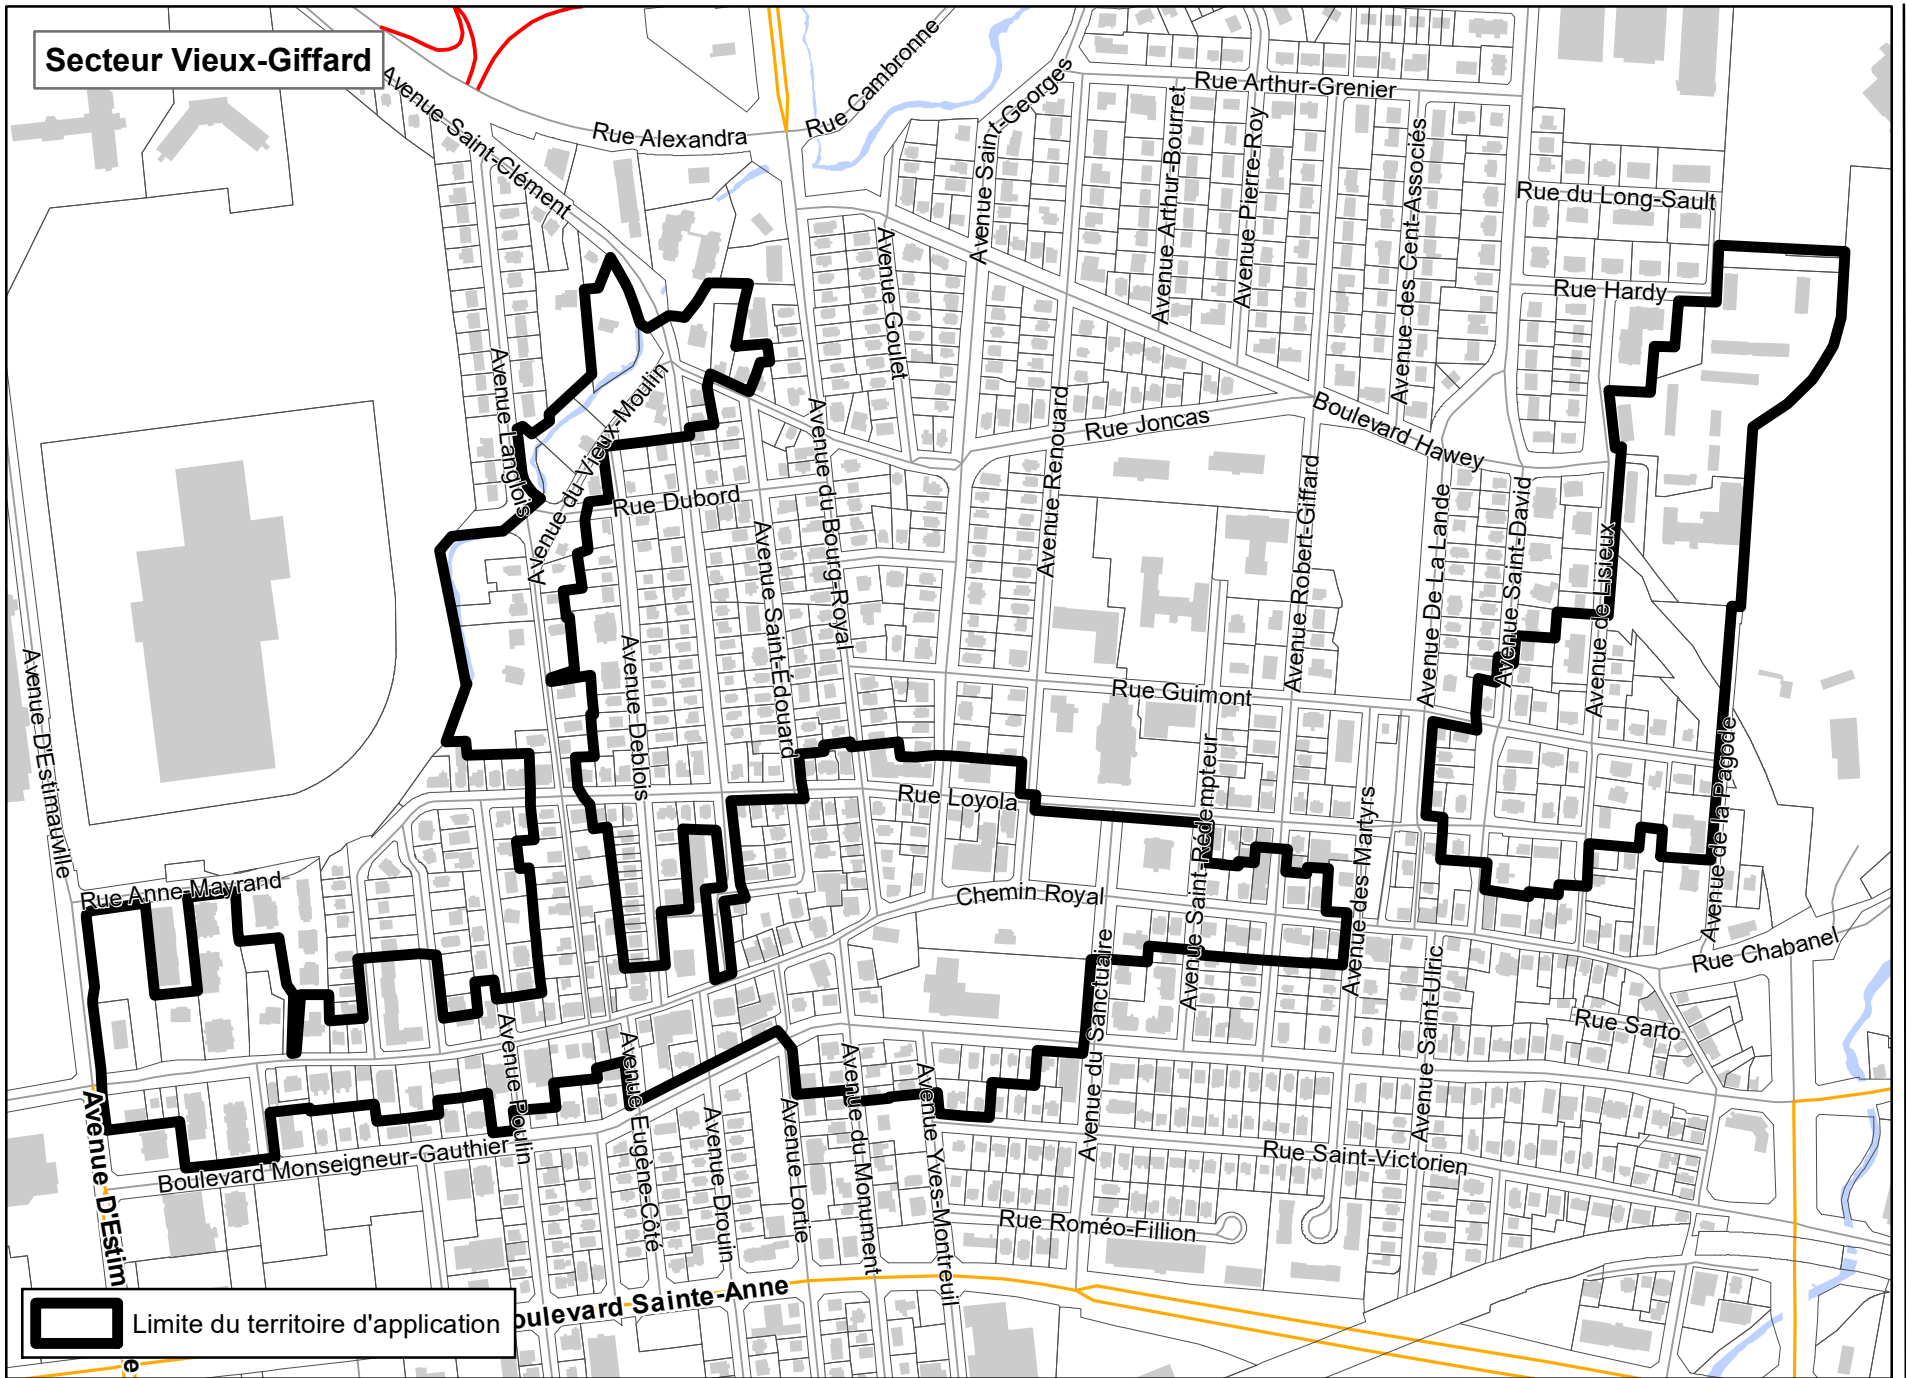 Secteur Vieux-Giffard
Avenue Saint-Clément
Rue Alexandra
Rue Cambronne
Avenue Saint-Georges
Rue Arthur-Grenier
Avenue Arthur-Bourret
Avenue Pierre-Roy
Avenue des Cent-Associés
Rue du Long-Sault
Rue Hardy
Avenue Goulet
Avenue Langlois
Avenue du Vieux-Moulin
Rue Dubord
Avenue du Bourg-Royal
Avenue Saint-Édouard
Avenue Renouard
Rue Joncas
Boulevard Hawey
Avenue Robert-Giffard
Avenue De La Lande
Avenue Saint-David
Avenue de Lisieux
Avenue D'Estimauville
Avenue Deblois
Rue Guimont
Rue Loyola
Avenue Saint-Rédempteur
Avenue des Martyrs
Avenue de la Pagode
Rue Anne-Mayrand
Chemin Royal
Rue Chabanel
Avenue du Sanctuaire
Avenue Saint-Ulric
Rue Sarto
Avenue Poulin
Avenue Eugène-Côté
Avenue Drouin
Avenue Lortie
Avenue du Monument
Avenue Yves-Montreuil
Boulevard Monseigneur-Gauthier
Rue Saint-Victorien
Rue Roméo-Fillion
Avenue D'Estim
e
oulevard Sainte-Anne
Limite du territoire d'application